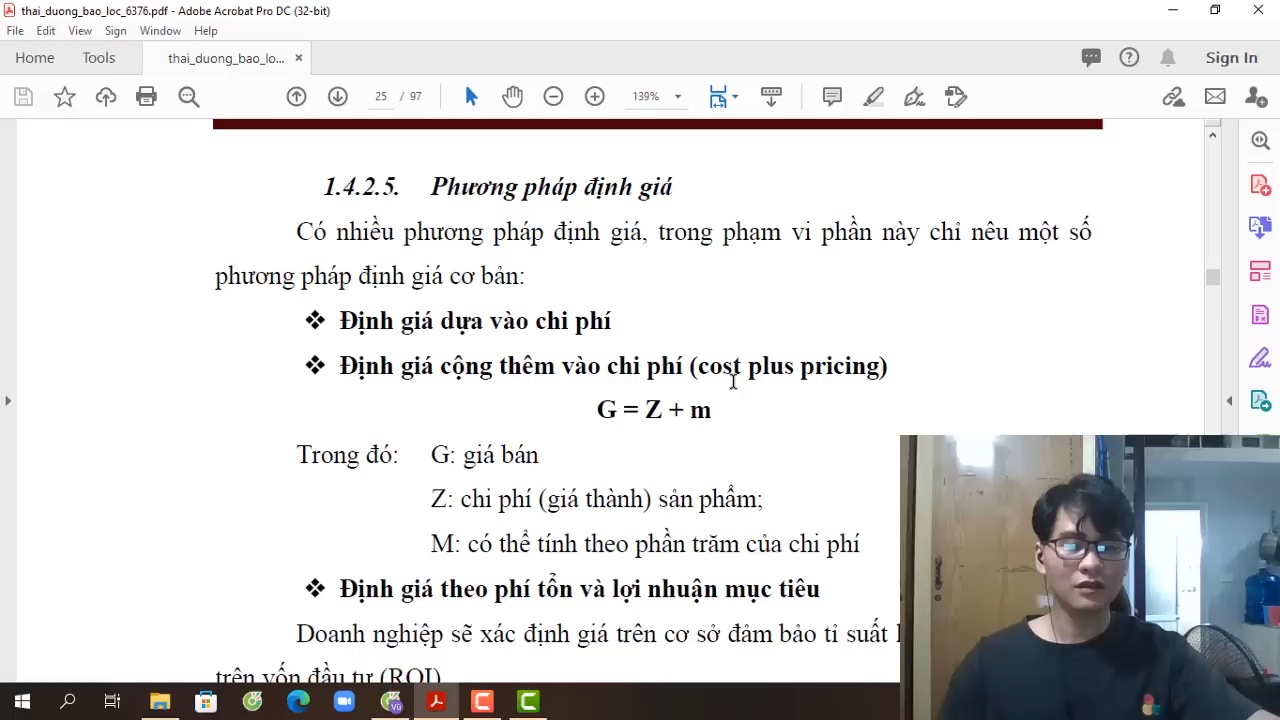 thai_duong_bao_loc_6376.pdf - Adobe Acrobat Pro DC (32-bit)
File Edit View Sign Window Help
Home Tools thai_duong_bao_lo... × Sign In
25 / 97 139%
1.4.2.5. Phương pháp định giá
Có nhiều phương pháp định giá, trong phạm vi phần này chỉ nêu một số
phương pháp định giá cơ bản:
❖ Định giá dựa vào chi phí
❖ Định giá cộng thêm vào chi phí (cost plus pricing)
G = Z + m
Trong đó: G: giá bán
Z: chi phí (giá thành) sản phẩm;
M: có thể tính theo phần trăm của chi phí
❖ Định giá theo phí tổn và lợi nhuận mục tiêu
Doanh nghiệp sẽ xác định giá trên cơ sở đảm bảo tỉ suất
trên vốn đầu tư (ROI)